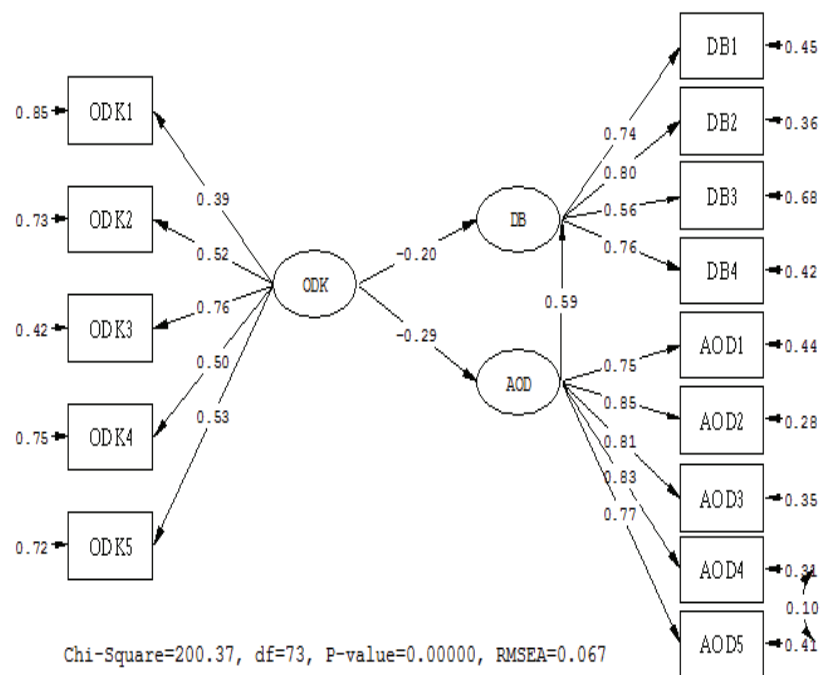 0.85
ODK1
0.73
ODK2
0.42
ODK3
0.75
ODK4
0.72
ODK5
0.39
0.52
0.76
0.50
0.53
ODK
-0.20
-0.29
DB
AOD
0.59
0.74
0.80
0.56
0.76
0.75
0.85
0.81
0.83
0.77
DB1
0.45
DB2
0.36
DB3
0.68
DB4
0.42
AOD1
0.44
AOD2
0.28
AOD3
0.35
AOD4
0.31
0.10
AOD5
0.41
Chi-Square=200.37, df=73, P-value=0.00000, RMSEA=0.067